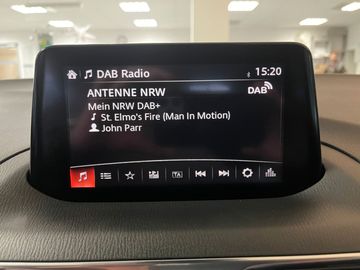 DAB Radio
15:20
ANTENNE NRW
DAB
Mein NRW DAB+
St. Elmo's Fire (Man In Motion)
John Parr
TA